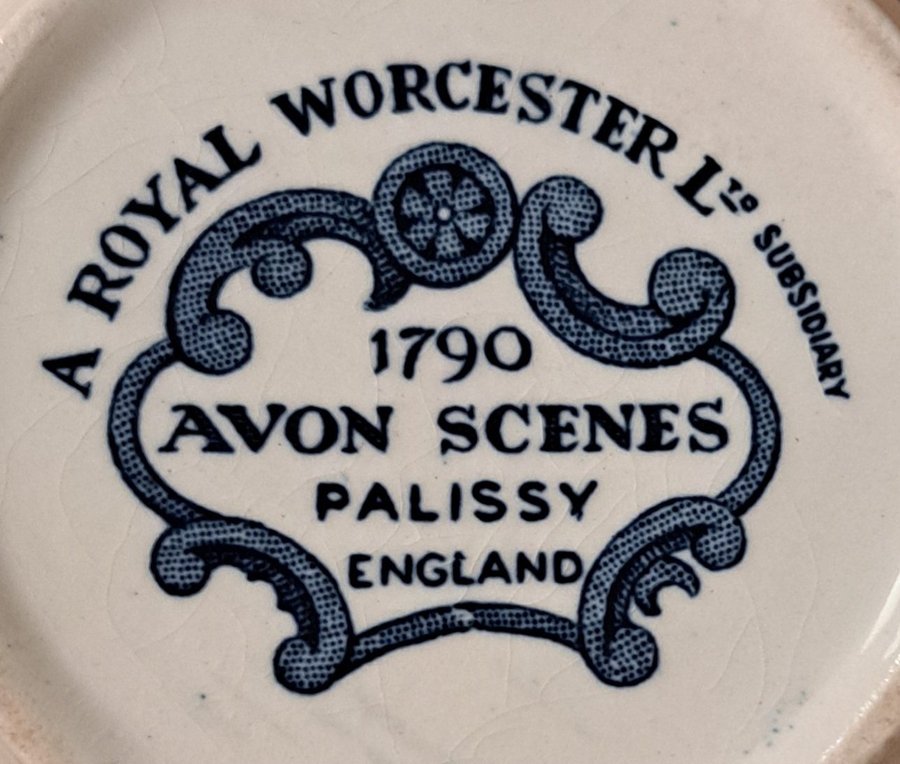 A ROYAL WORCESTER LTD SUBSIDIARY
1790
AVON SCENES
PALISSY
ENGLAND